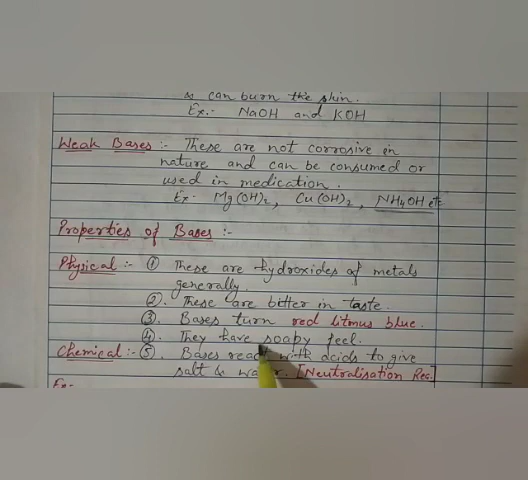 & can burn the skin.
Ex:- NaOH and KOH
Weak Bases :- These are not corrosive in
nature and can be consumed or
used in medication.
Ex:- Mg(OH)₂, Cu(OH)₂, NH₄OH etc
Properties of Bases :-
Physical :- ① These are hydroxides of metals
generally.
②. These are bitter in taste.
③. Bases turn red litmus blue.
④. They have soapy feel.
Chemical :- ⑤. Bases react with acids to give
salt & water. [Neutralisation Rea.]
Ex:-